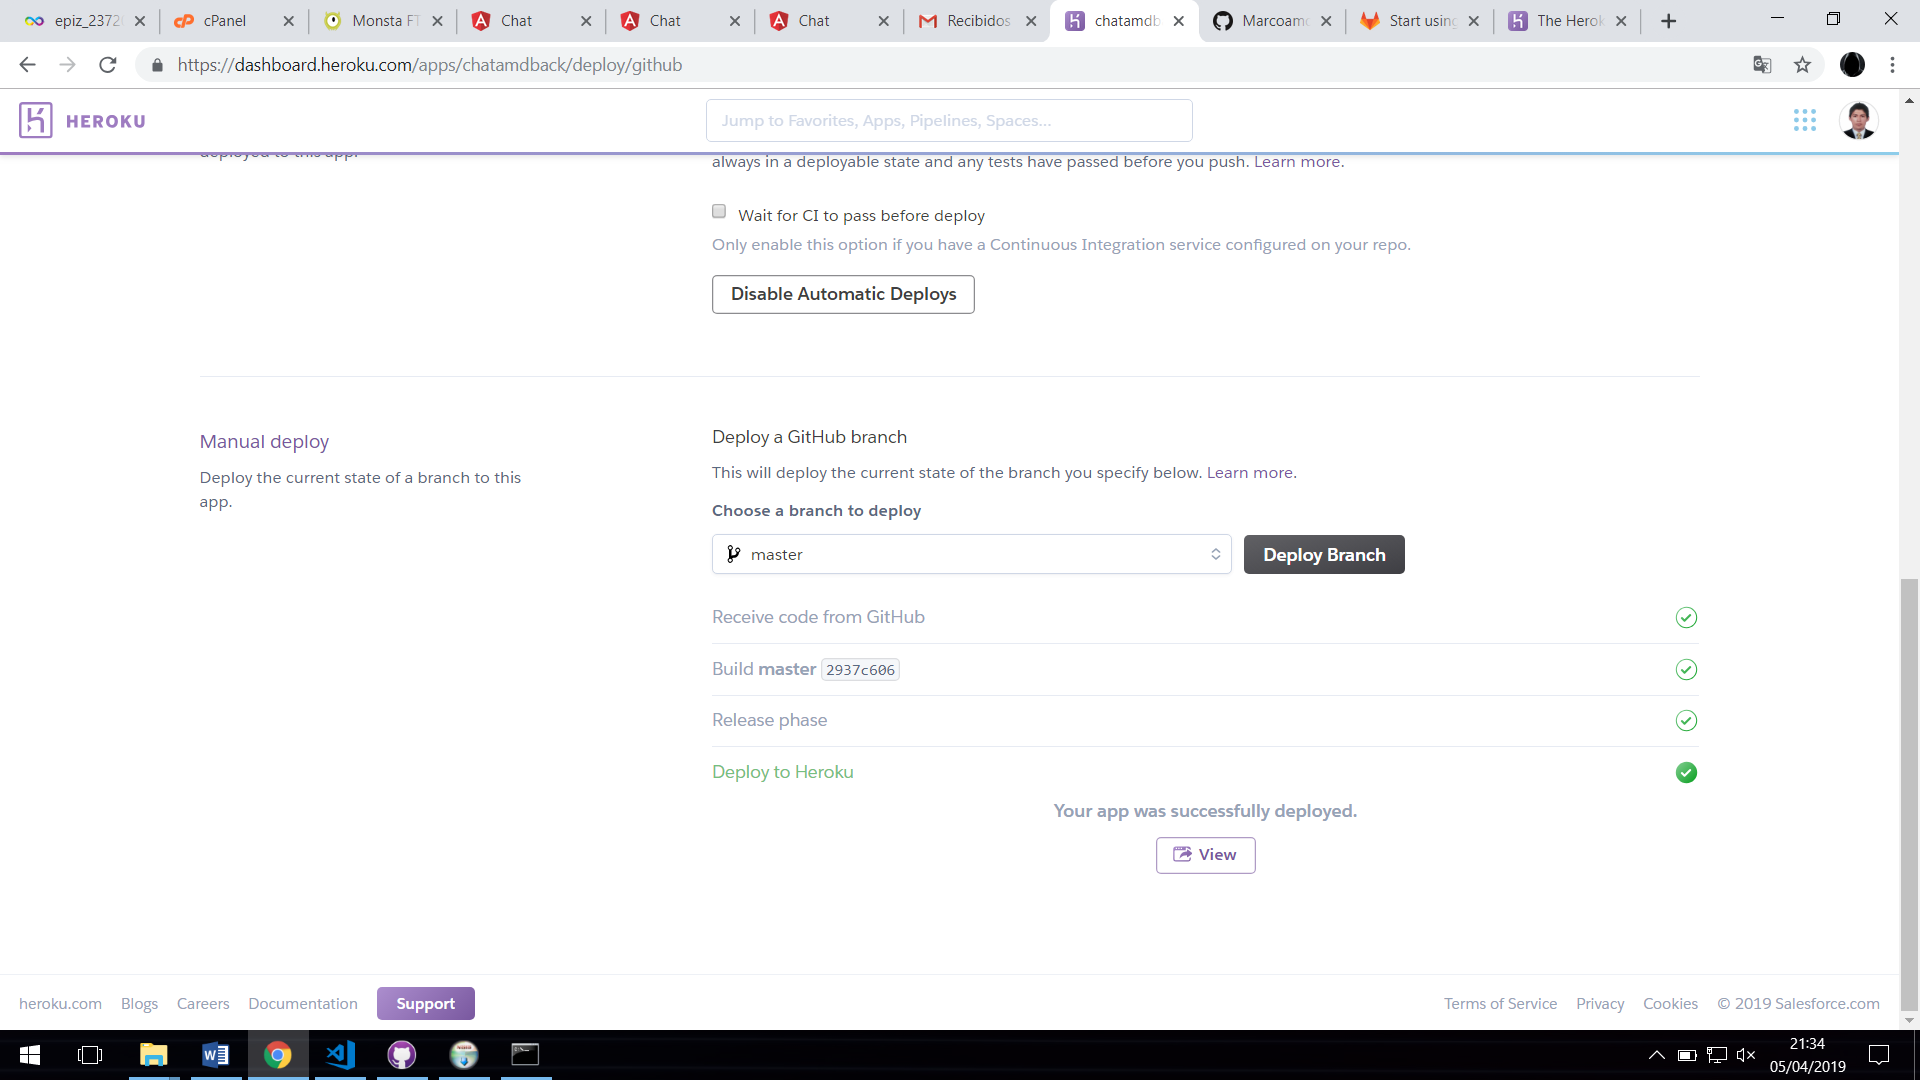 epiz_2372
cPanel
Monsta FT
Chat
Chat
Chat
Recibidos
chatamdb
Marcoamd
Start using
The Herok
https://dashboard.heroku.com/apps/chatamdback/deploy/github
HEROKU
Jump to Favorites, Apps, Pipelines, Spaces...
deployed to this app.
always in a deployable state and any tests have passed before you push. Learn more.
Wait for CI to pass before deploy
Only enable this option if you have a Continuous Integration service configured on your repo.
Disable Automatic Deploys
Manual deploy
Deploy the current state of a branch to this
app.
Deploy a GitHub branch
This will deploy the current state of the branch you specify below. Learn more.
Choose a branch to deploy
master
Deploy Branch
Receive code from GitHub
Build master 2937c606
Release phase
Deploy to Heroku
Your app was successfully deployed.
View
heroku.com
Blogs
Careers
Documentation
Support
Terms of Service
Privacy
Cookies
© 2019 Salesforce.com
21:34
05/04/2019